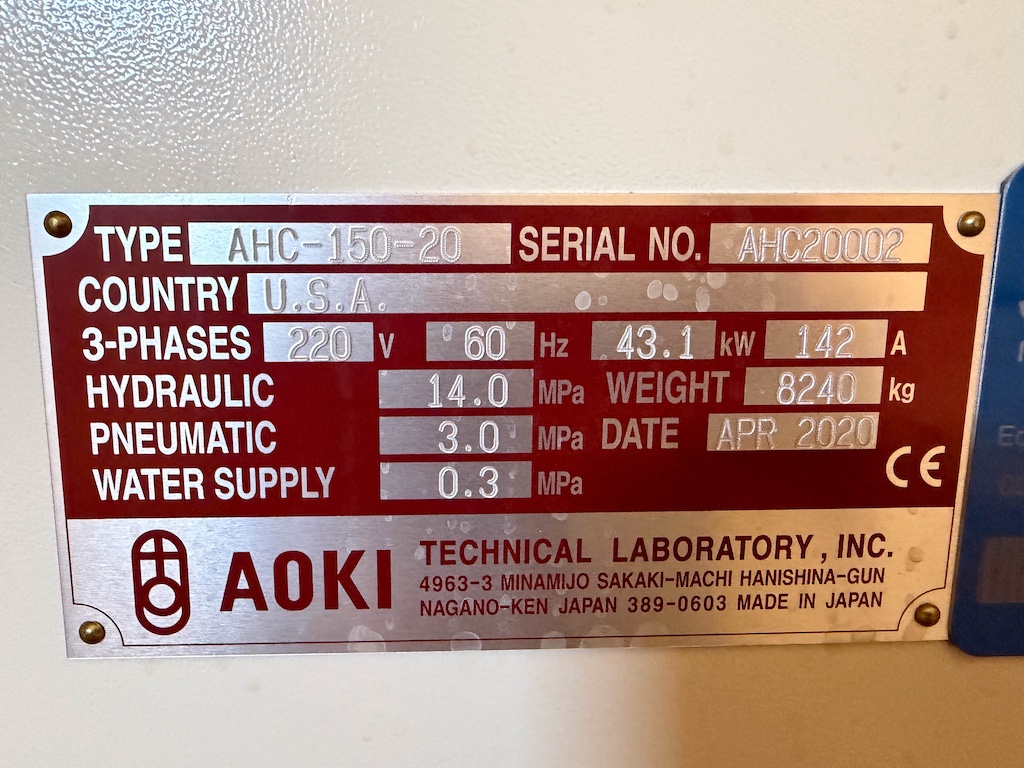 TYPE AHC-150-20 SERIAL NO. AHC20002
COUNTRY U.S.A.
3-PHASES 220 V 60 Hz 43.1 kW 142 A
HYDRAULIC 14.0 MPa WEIGHT 8240 kg
PNEUMATIC 3.0 MPa DATE APR 2020
WATER SUPPLY 0.3 MPa CE
AOKI TECHNICAL LABORATORY, INC.
4963-3 MINAMIJO SAKAKI-MACHI HANISHINA-GUN
NAGANO-KEN JAPAN 389-0603 MADE IN JAPAN